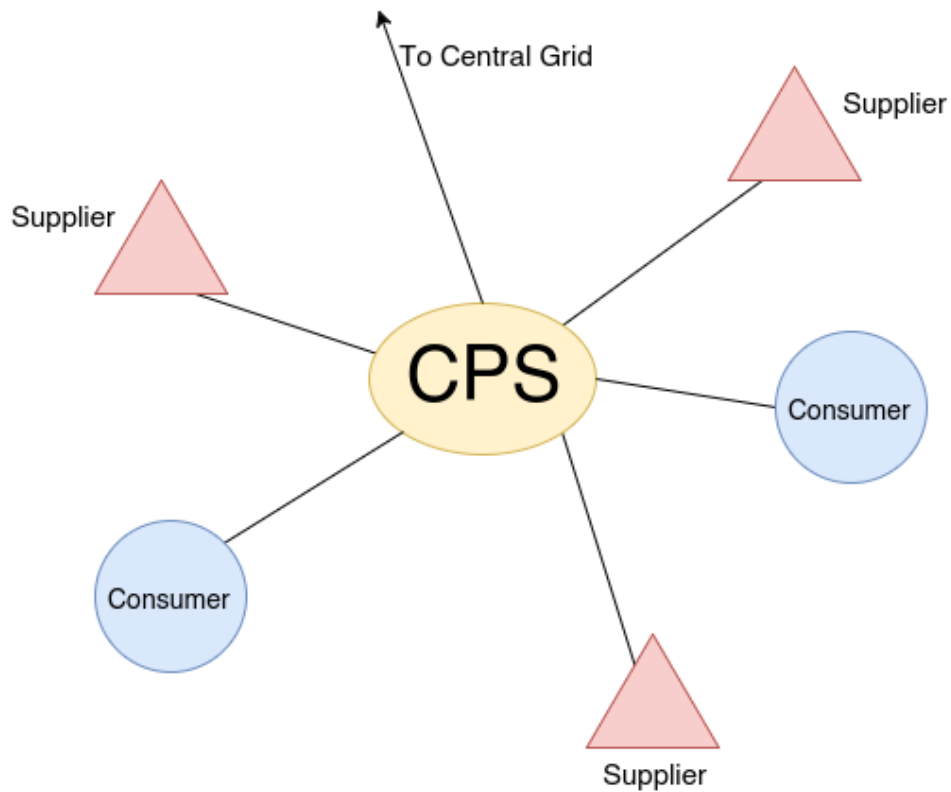 To Central Grid
Supplier
Supplier
CPS
Consumer
Consumer
Supplier